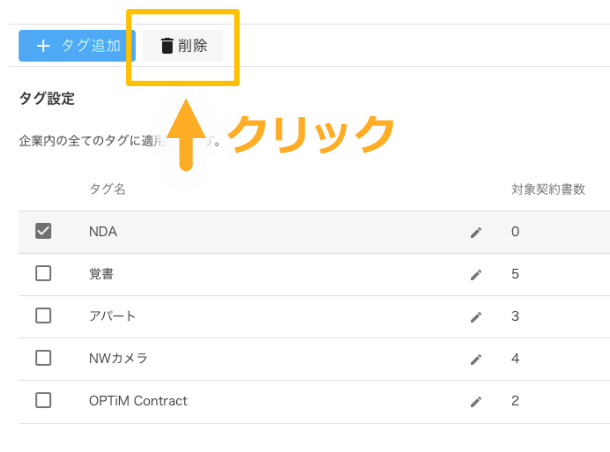 + タグ追加 削除
タグ設定
企業内の全てのタグに適用 す。
クリック
タグ名 対象契約書数
NDA 0
覚書 5
アパート 3
NWカメラ 4
OPTiM Contract 2